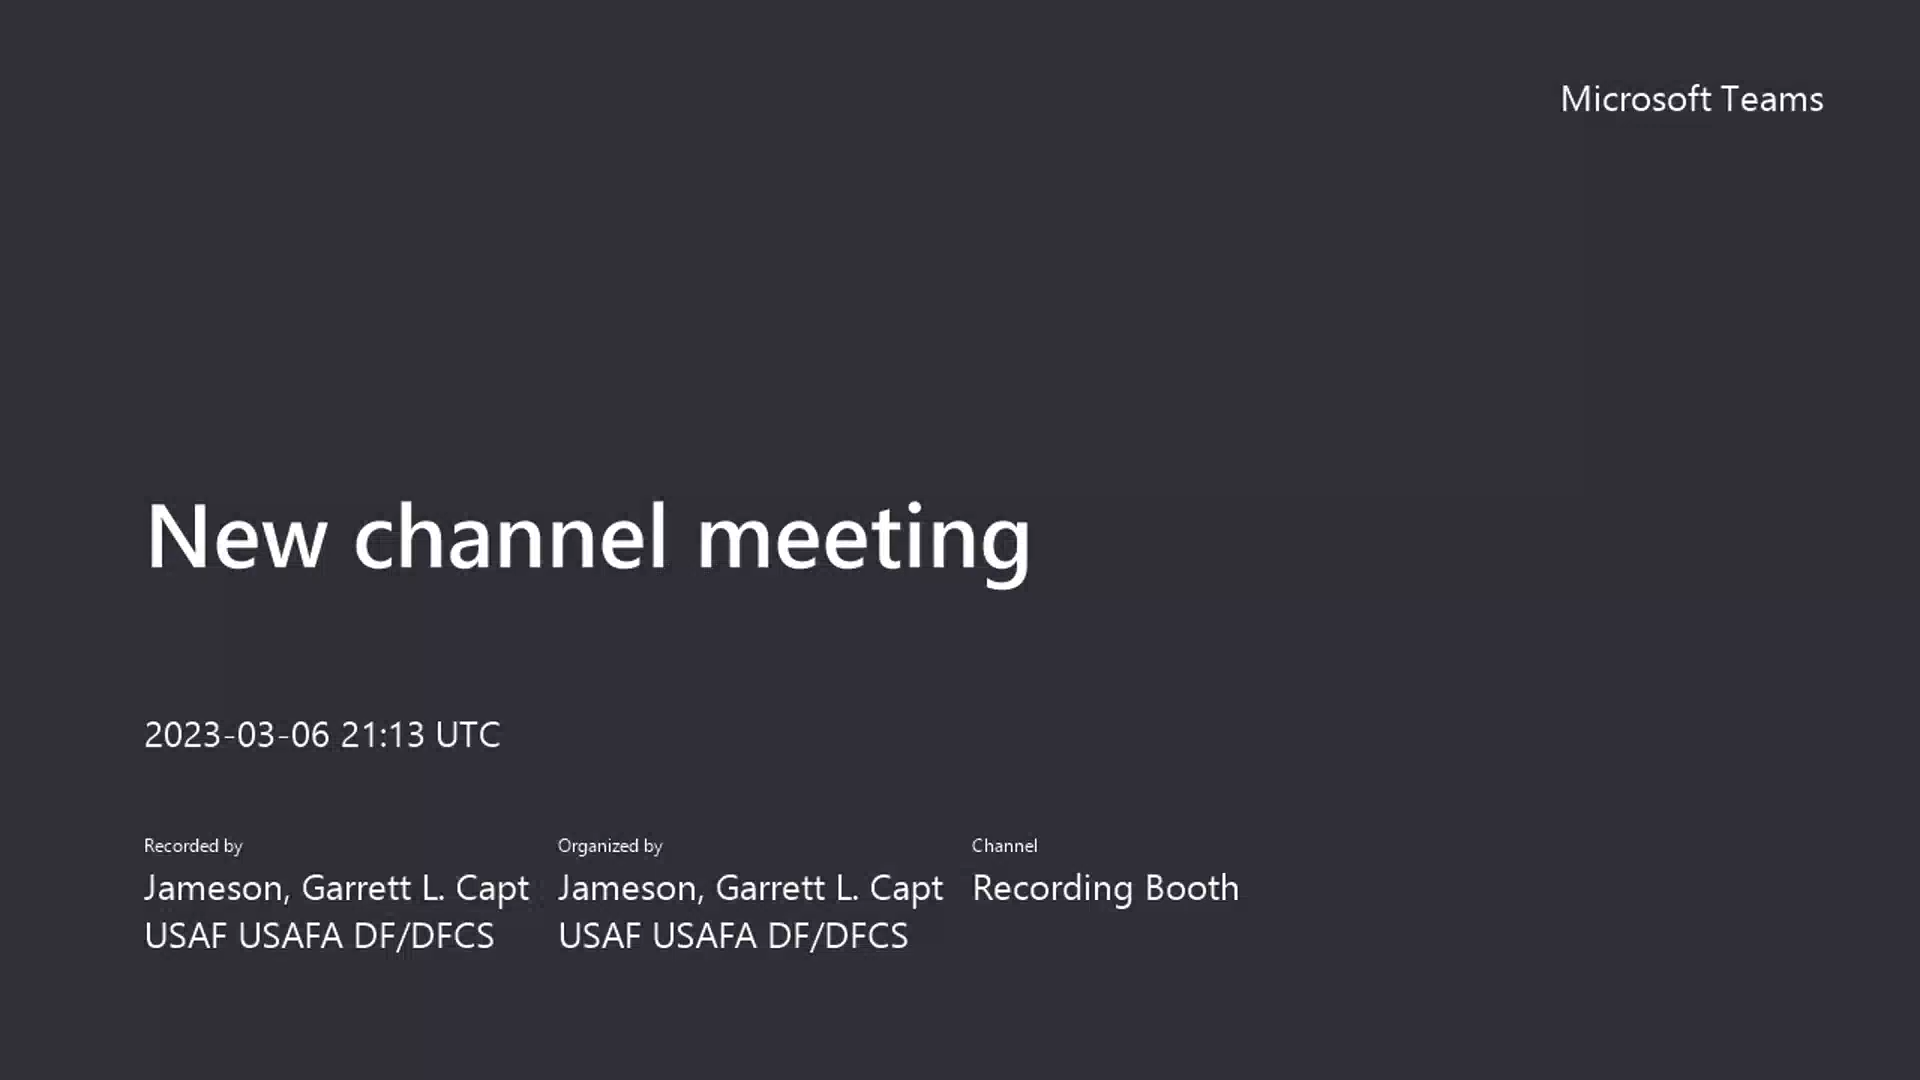 Microsoft Teams
New channel meeting
2023-03-06 21:13 UTC
Recorded by
Jameson, Garrett L. Capt
USAF USAFA DF/DFCS
Organized by
Jameson, Garrett L. Capt
USAF USAFA DF/DFCS
Channel
Recording Booth